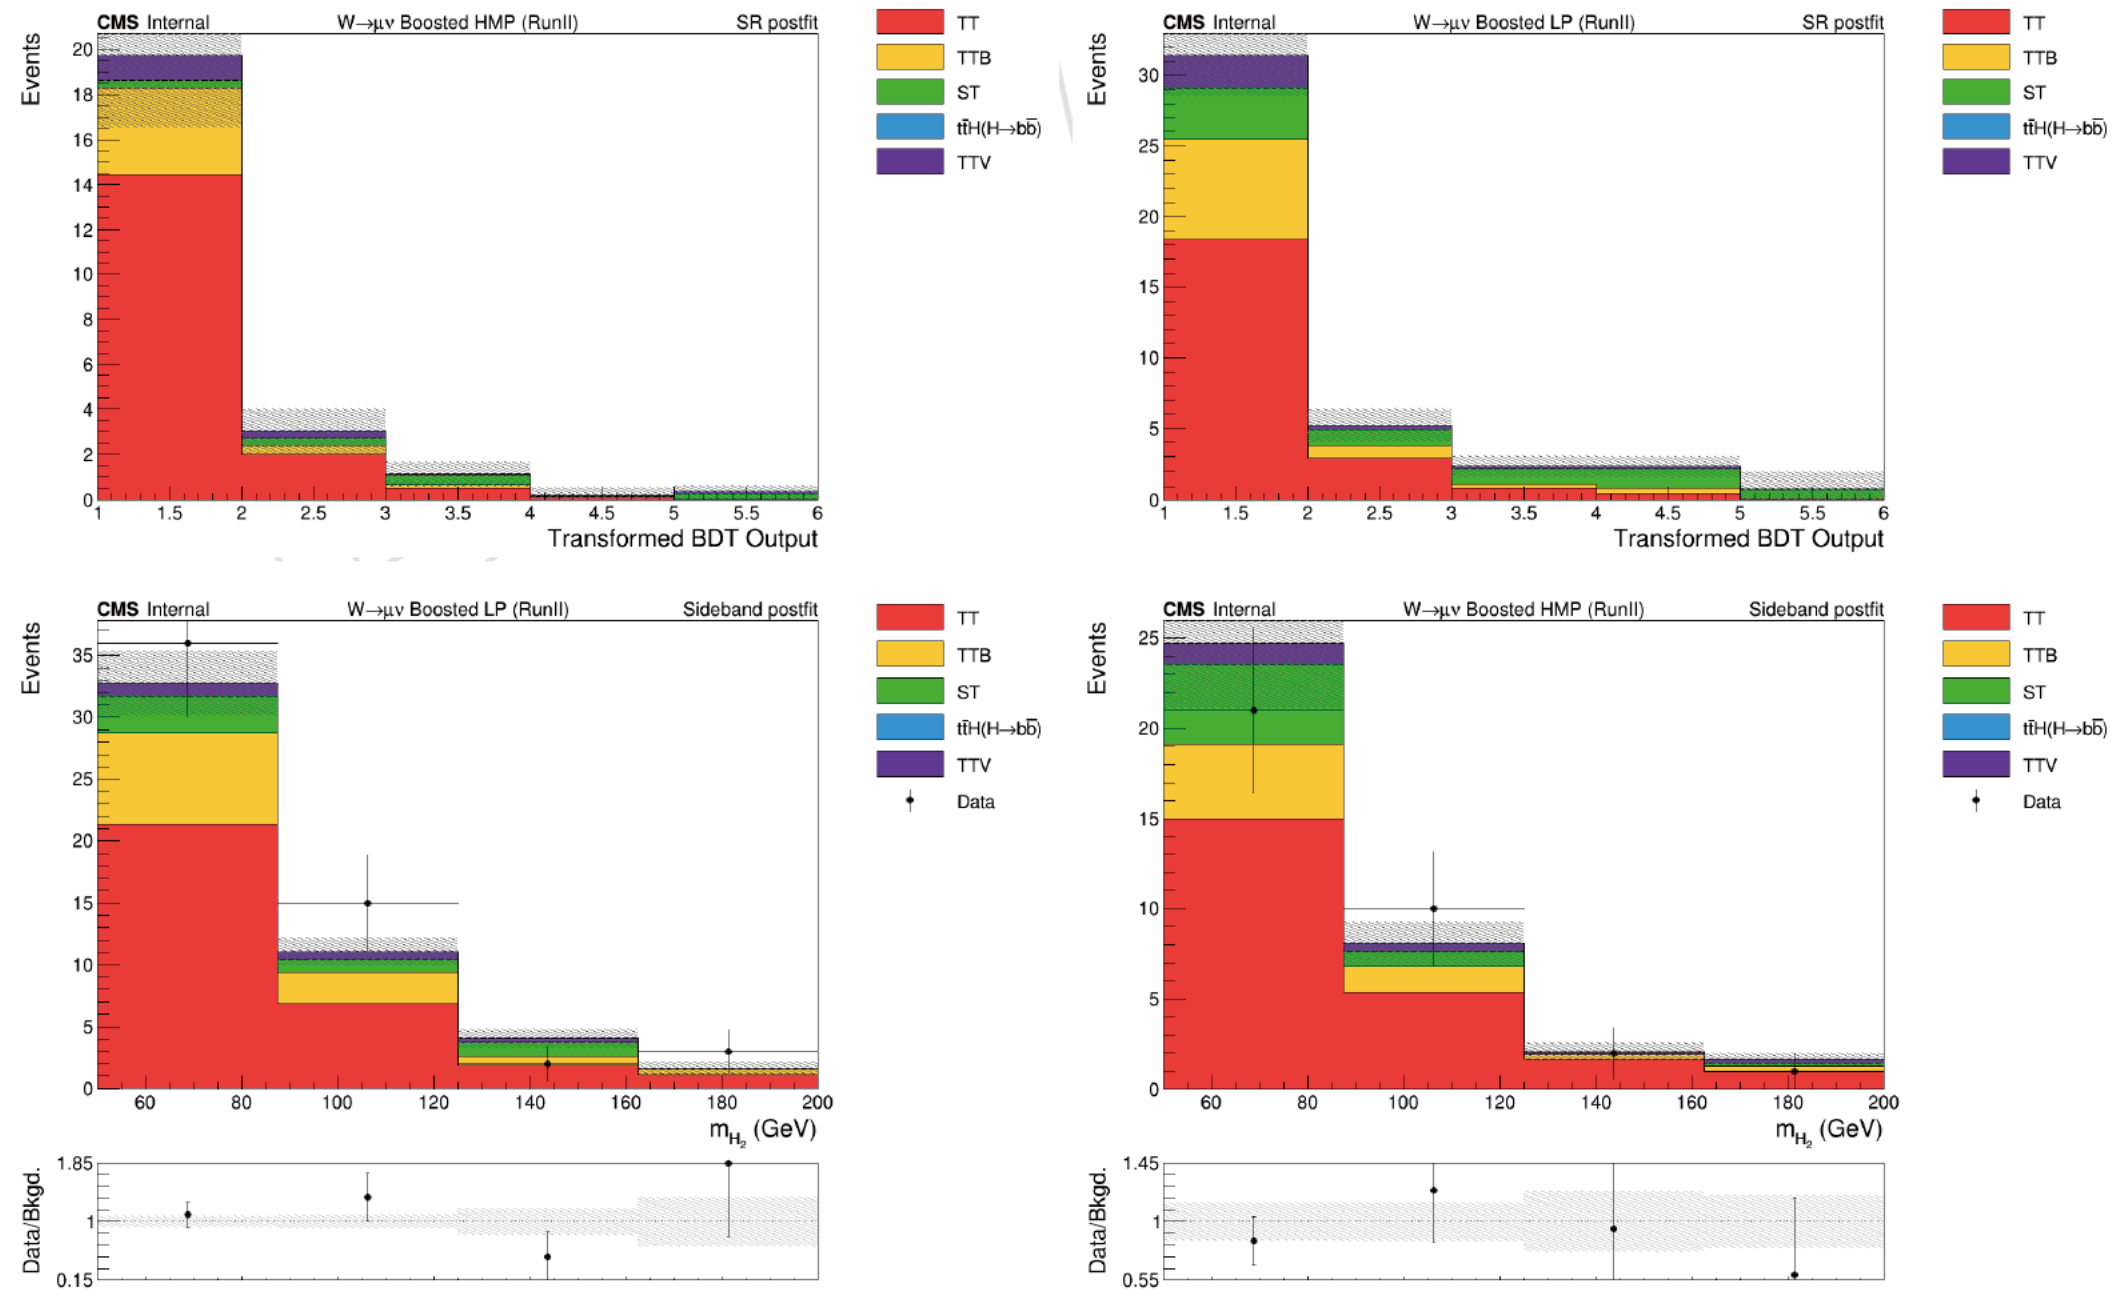 CMS Internal W→μν Boosted HMP (RunII) SR postfit
Events
20
18
16
14
12
10
8
6
4
2
0
1 1.5 2 2.5 3 3.5 4 4.5 5 5.5 6
Transformed BDT Output
TT
TTB
ST
tt̄H(H→bb̄)
TTV
CMS Internal W→μν Boosted LP (RunII) SR postfit
Events
30
25
20
15
10
5
0
1 1.5 2 2.5 3 3.5 4 4.5 5 5.5 6
Transformed BDT Output
TT
TTB
ST
tt̄H(H→bb̄)
TTV
CMS Internal W→μν Boosted LP (RunII) Sideband postfit
Events
35
30
25
20
15
10
5
0
60 80 100 120 140 160 180 200
m_H₂ (GeV)
TT
TTB
ST
tt̄H(H→bb̄)
TTV
Data
Data/Bkgd.
1.85
1
0.15
CMS Internal W→μν Boosted HMP (RunII) Sideband postfit
Events
25
20
15
10
5
0
60 80 100 120 140 160 180 200
m_H₂ (GeV)
TT
TTB
ST
tt̄H(H→bb̄)
TTV
Data
Data/Bkgd.
1.45
1
0.55